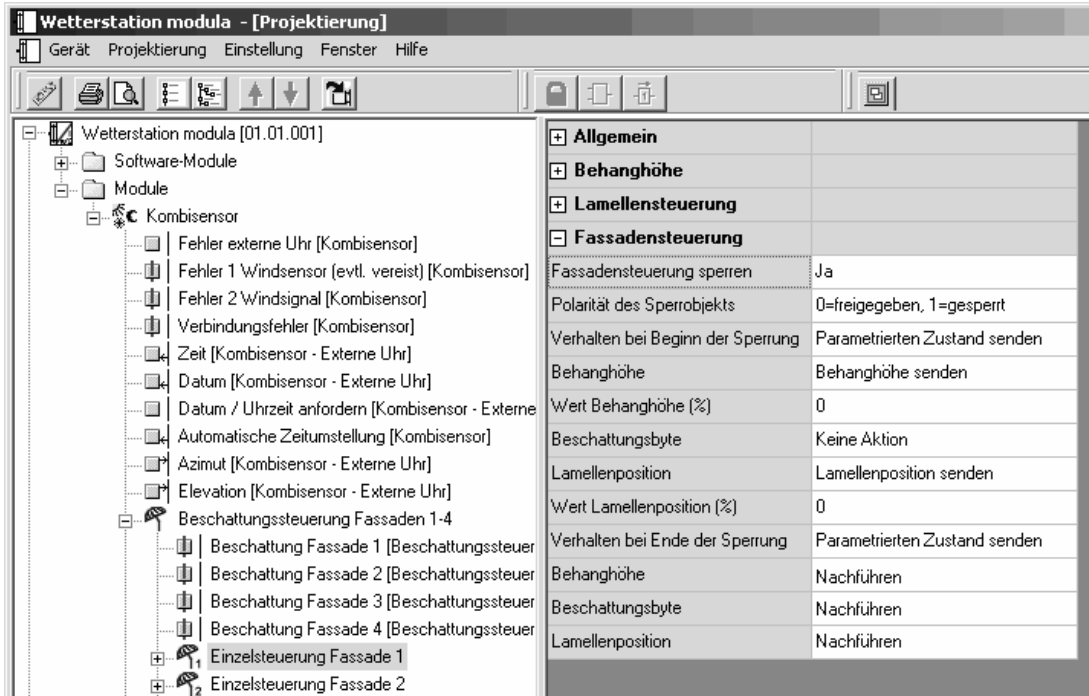 Wetterstation modula - [Projektierung]
Gerät Projektierung Einstellung Fenster Hilfe
Wetterstation modula [01.01.001]
Software-Module
Module
Kombisensor
Fehler externe Uhr [Kombisensor]
Fehler 1 Windsensor (evtl. vereist) [Kombisensor]
Fehler 2 Windsignal [Kombisensor]
Verbindungsfehler [Kombisensor]
Zeit [Kombisensor - Externe Uhr]
Datum [Kombisensor - Externe Uhr]
Datum / Uhrzeit anfordern [Kombisensor - Externe
Automatische Zeitumstellung [Kombisensor]
Azimut [Kombisensor - Externe Uhr]
Elevation [Kombisensor - Externe Uhr]
Beschattungssteuerung Fassaden 1-4
Beschattung Fassade 1 [Beschattungssteuer
Beschattung Fassade 2 [Beschattungssteuer
Beschattung Fassade 3 [Beschattungssteuer
Beschattung Fassade 4 [Beschattungssteuer
1 Einzelsteuerung Fassade 1
2 Einzelsteuerung Fassade 2
Allgemein
Behanghöhe
Lamellensteuerung
Fassadensteuerung
Fassadensteuerung sperren Ja
Polarität des Sperrobjekts 0=freigegeben, 1=gesperrt
Verhalten bei Beginn der Sperrung Parametrierten Zustand senden
Behanghöhe Behanghöhe senden
Wert Behanghöhe (%) 0
Beschattungsbyte Keine Aktion
Lamellenposition Lamellenposition senden
Wert Lamellenposition (%) 0
Verhalten bei Ende der Sperrung Parametrierten Zustand senden
Behanghöhe Nachführen
Beschattungsbyte Nachführen
Lamellenposition Nachführen